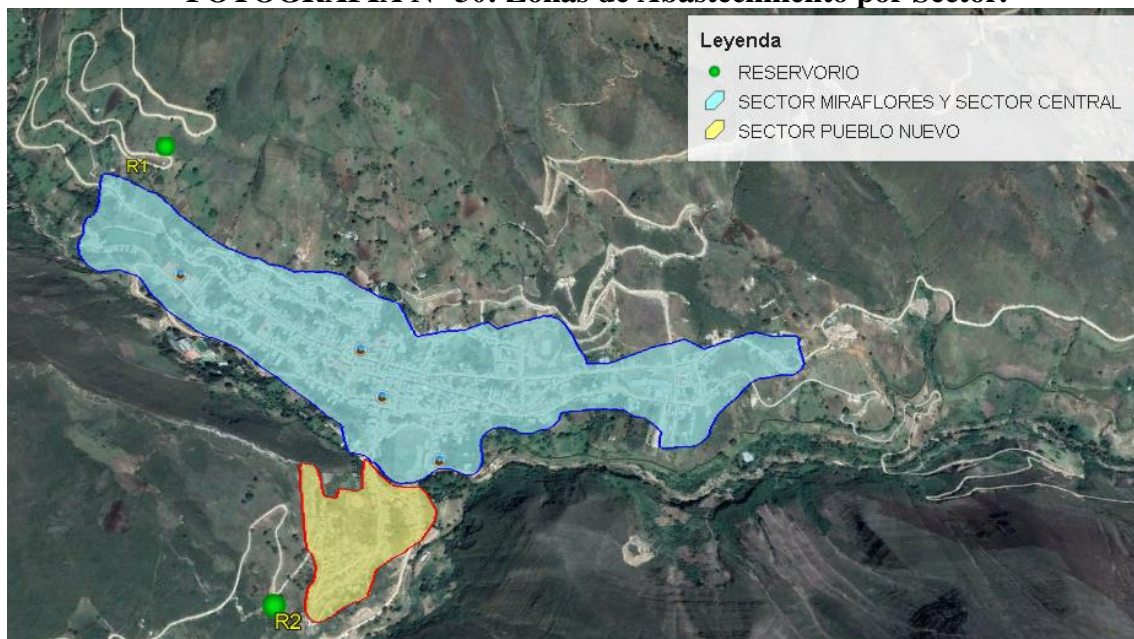 FOTOGRAFÍA N° 30: Zonas de Abastecimiento por Sector.
Leyenda
RESERVORIO
SECTOR MIRAFLORES Y SECTOR CENTRAL
SECTOR PUEBLO NUEVO
R1
R2